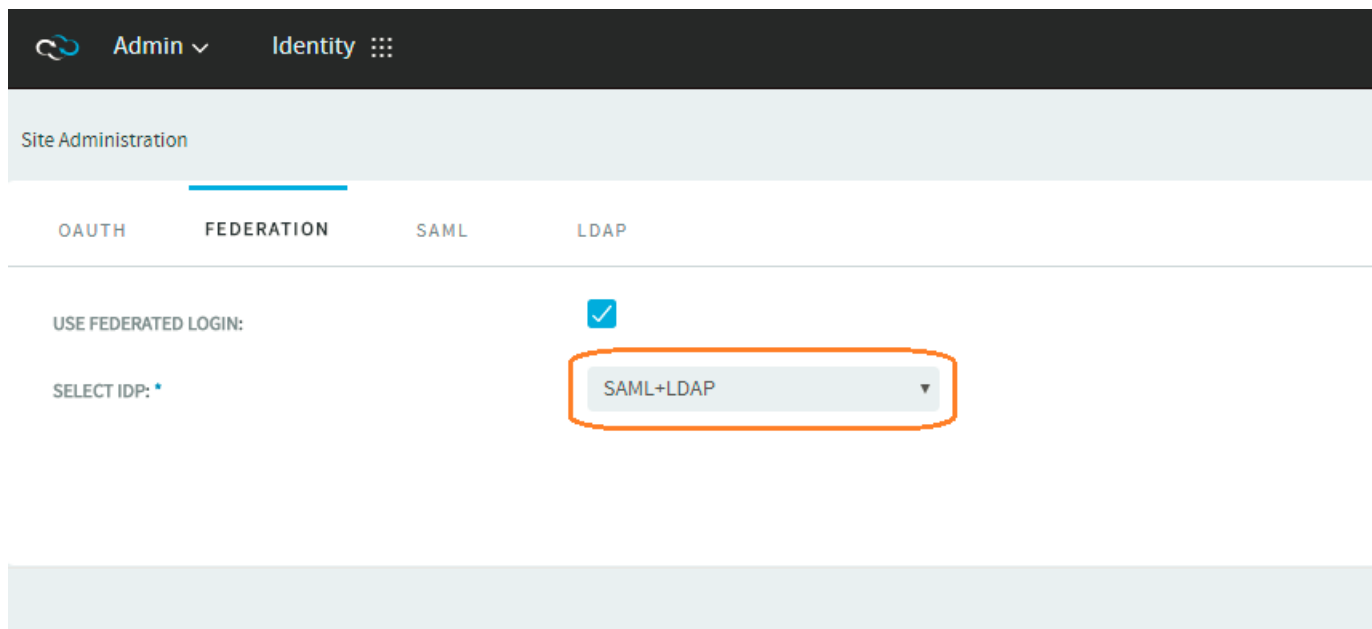 Admin Identity
Site Administration
OAUTH FEDERATION SAML LDAP
USE FEDERATED LOGIN:
SELECT IDP: * SAML+LDAP